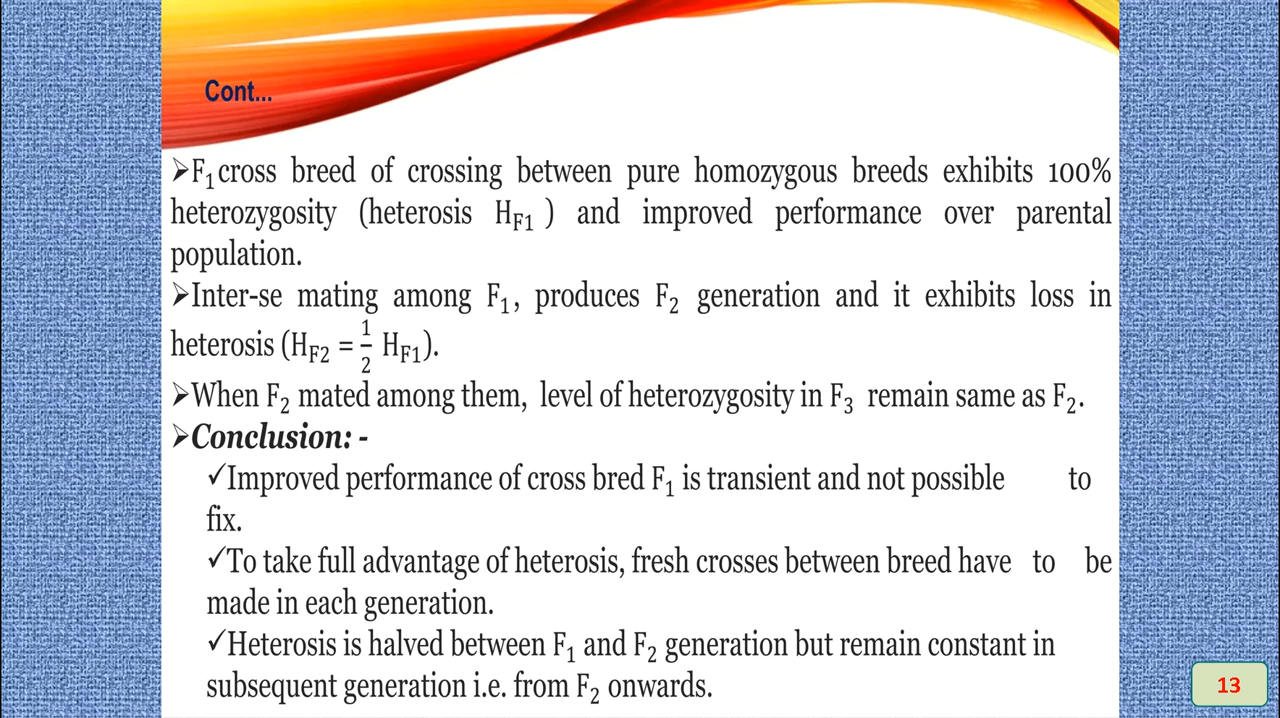 Cont...
➢F₁cross breed of crossing between pure homozygous breeds exhibits 100%
heterozygosity (heterosis H_F1 ) and improved performance over parental
population.
➢Inter-se mating among F₁, produces F₂ generation and it exhibits loss in
heterosis (H_F2 = 1/2 H_F1).
➢When F₂ mated among them, level of heterozygosity in F₃ remain same as F₂.
➢Conclusion: -
✓Improved performance of cross bred F₁ is transient and not possible to
fix.
✓To take full advantage of heterosis, fresh crosses between breed have to be
made in each generation.
✓Heterosis is halved between F₁ and F₂ generation but remain constant in
subsequent generation i.e. from F₂ onwards.
13